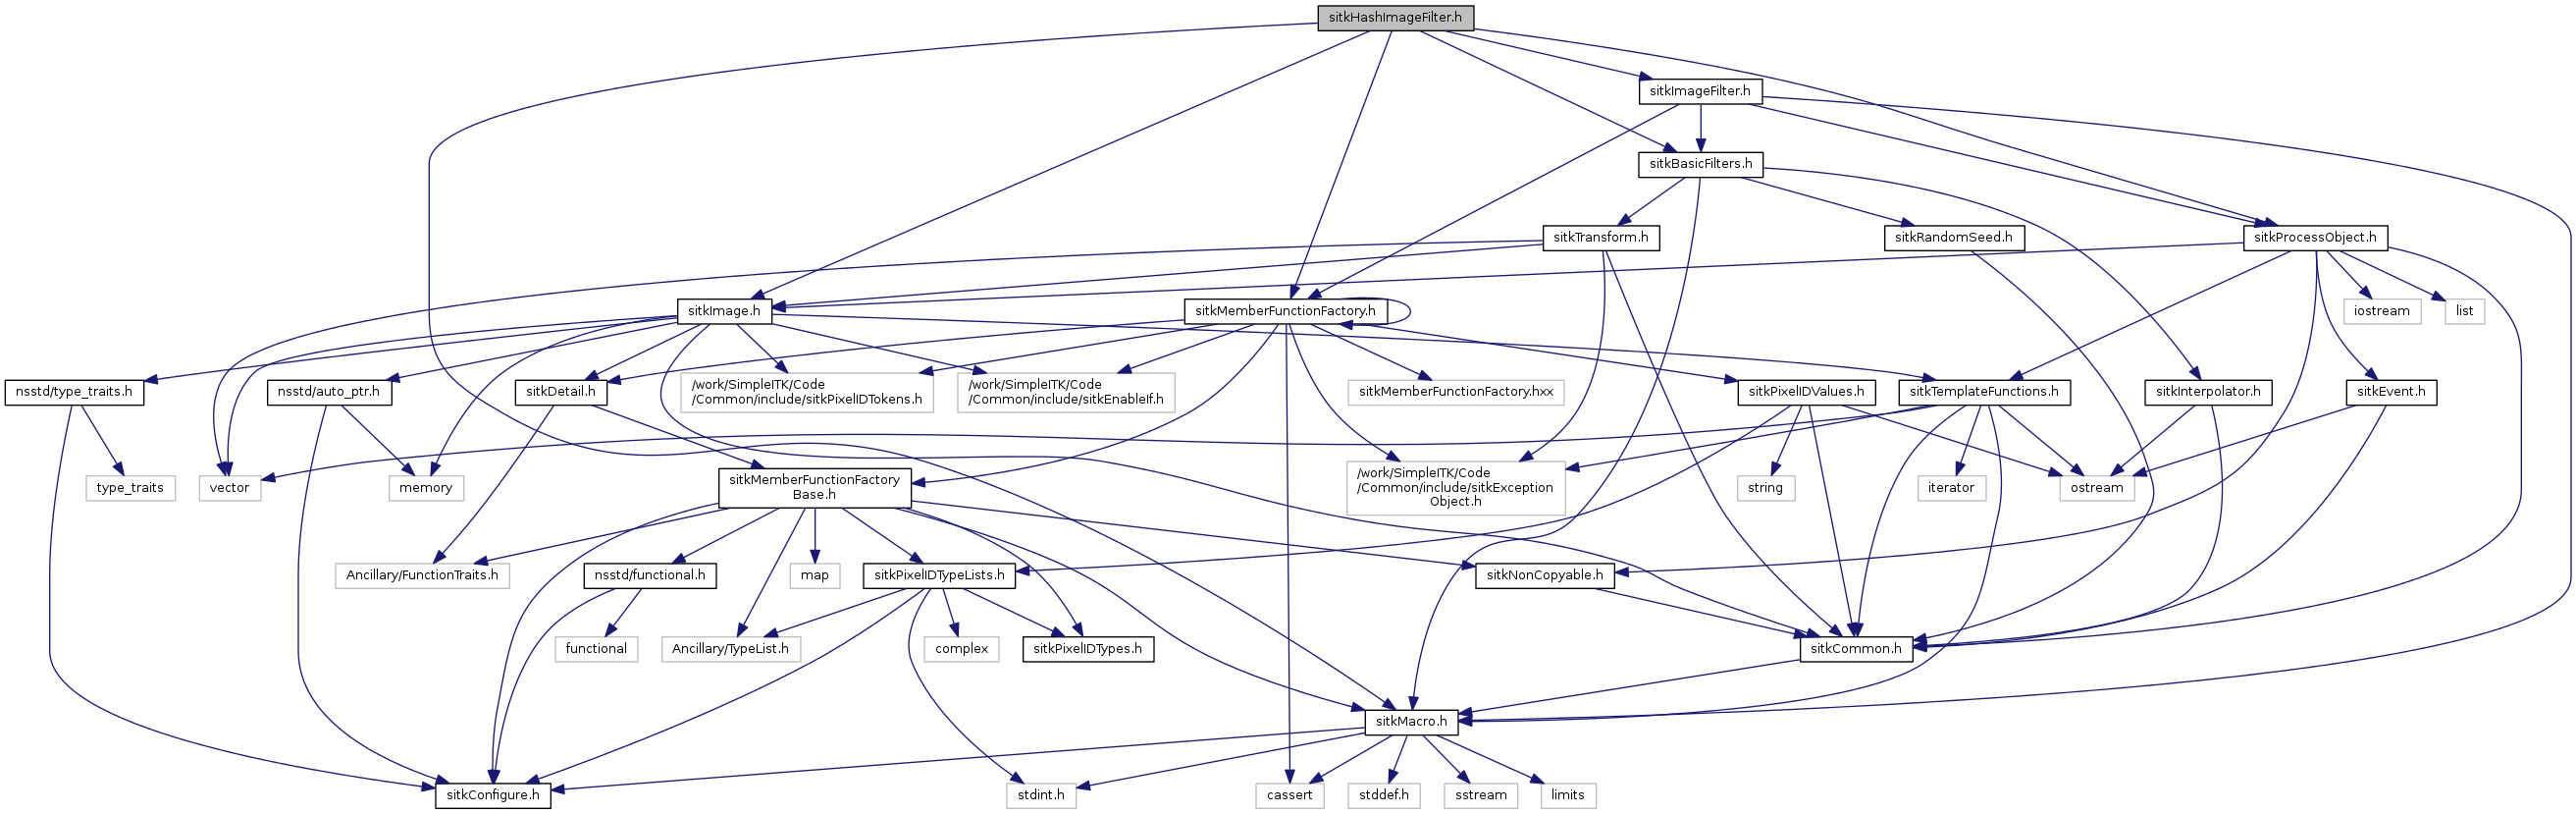 sitkHashImageFilter.h
sitkImageFilter.h
sitkBasicFilters.h
sitkTransform.h
sitkRandomSeed.h
sitkProcessObject.h
sitkImage.h
sitkMemberFunctionFactory.h
iostream
list
nsstd/type_traits.h
nsstd/auto_ptr.h
sitkDetail.h
/work/SimpleITK/Code
/Common/include/sitkPixelIDTokens.h
/work/SimpleITK/Code
/Common/include/sitkEnableIf.h
sitkMemberFunctionFactory.hxx
sitkPixelIDValues.h
sitkTemplateFunctions.h
sitkInterpolator.h
sitkEvent.h
type_traits
vector
memory
sitkMemberFunctionFactory
Base.h
/work/SimpleITK/Code
/Common/include/sitkException
Object.h
string
iterator
ostream
Ancillary/FunctionTraits.h
nsstd/functional.h
map
sitkPixelIDTypeLists.h
sitkNonCopyable.h
functional
Ancillary/TypeList.h
complex
sitkPixelIDTypes.h
sitkCommon.h
sitkMacro.h
sitkConfigure.h
stdint.h
cassert
stddef.h
sstream
limits